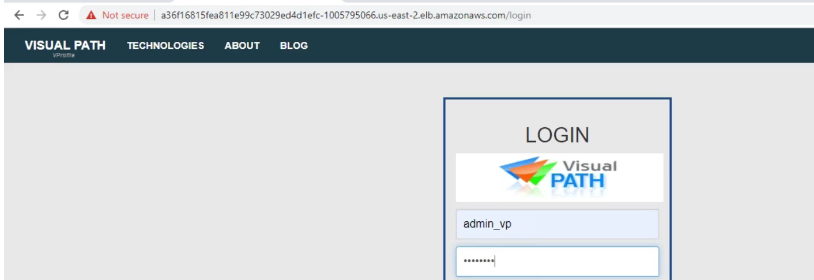 Not secure | a36f16815fea811e99c73029ed4d1efc-1005795066.us-east-2.elb.amazonaws.com/login
VISUAL PATH TECHNOLOGIES ABOUT BLOG
VProfile
LOGIN
Visual
PATH
admin_vp
••••••••